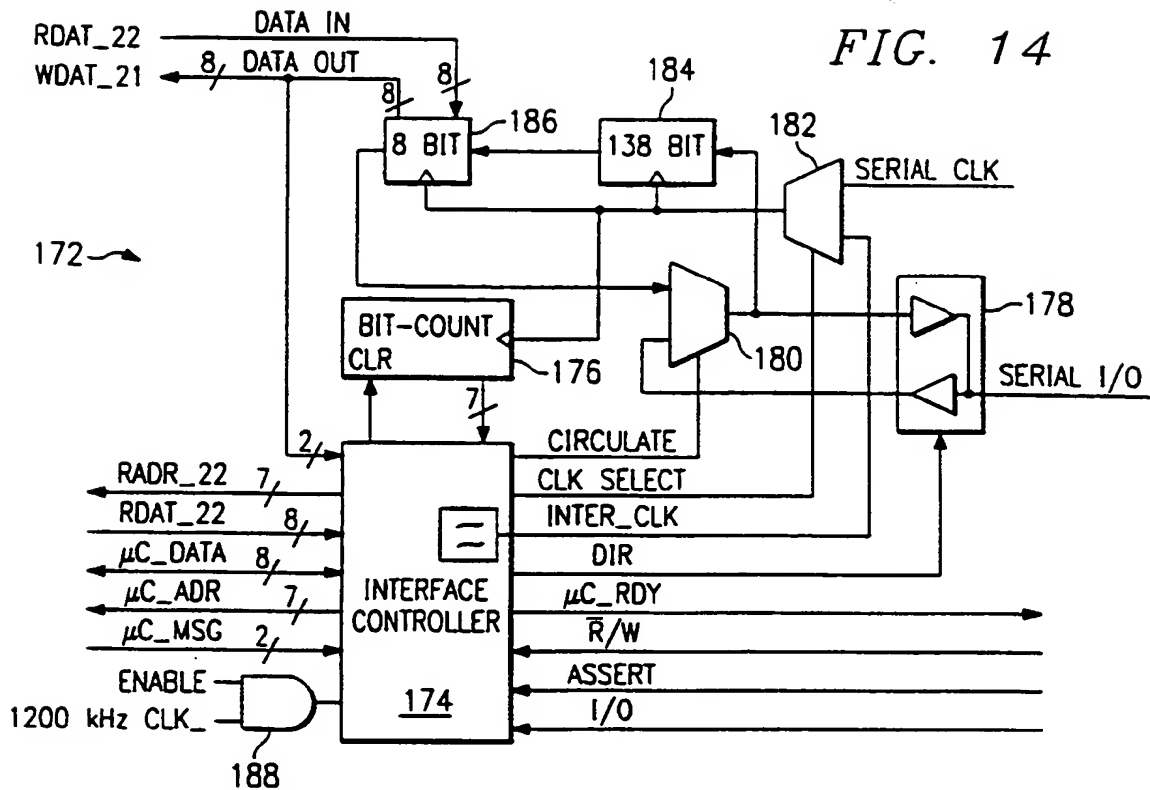 FIG. 14
RDAT_22
DATA IN
WDAT_21
8
DATA OUT
8
8
8 BIT
186
184
138 BIT
182
SERIAL CLK
172
BIT-COUNT
CLR
176
180
178
SERIAL I/O
7
2
CIRCULATE
CLK SELECT
INTER_CLK
DIR
μC_RDY
R̅/W
ASSERT
I/O
RADR_22
7
RDAT_22
8
μC_DATA
8
μC_ADR
7
μC_MSG
2
INTERFACE
CONTROLLER
174
ENABLE
1200 kHz CLK_
188